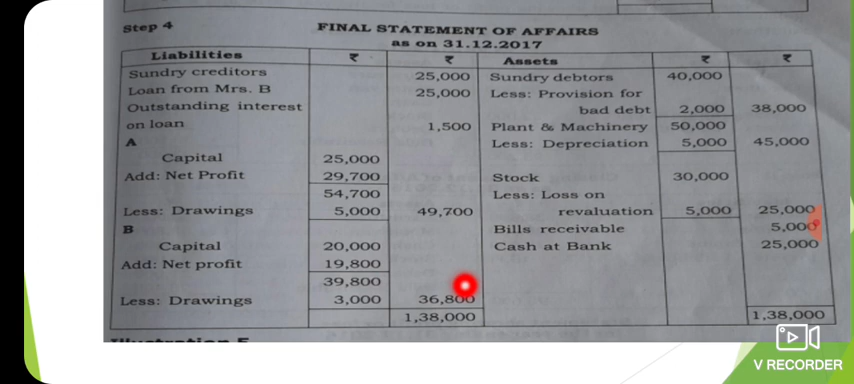 Step 4
FINAL STATEMENT OF AFFAIRS
as on 31.12.2017
Liabilities ₹ ₹ Assets ₹ ₹
Sundry creditors 25,000 Sundry debtors 40,000
Loan from Mrs. B 25,000 Less: Provision for
Outstanding interest bad debt 2,000 38,000
on loan 1,500 Plant & Machinery 50,000
A Less: Depreciation 5,000 45,000
Capital 25,000
Add: Net Profit 29,700 Stock 30,000
54,700 Less: Loss on
Less: Drawings 5,000 49,700 revaluation 5,000 25,000
B Bills receivable 5,000
Capital 20,000 Cash at Bank 25,000
Add: Net profit 19,800
39,800
Less: Drawings 3,000 36,800
1,38,000 1,38,000
V RECORDER